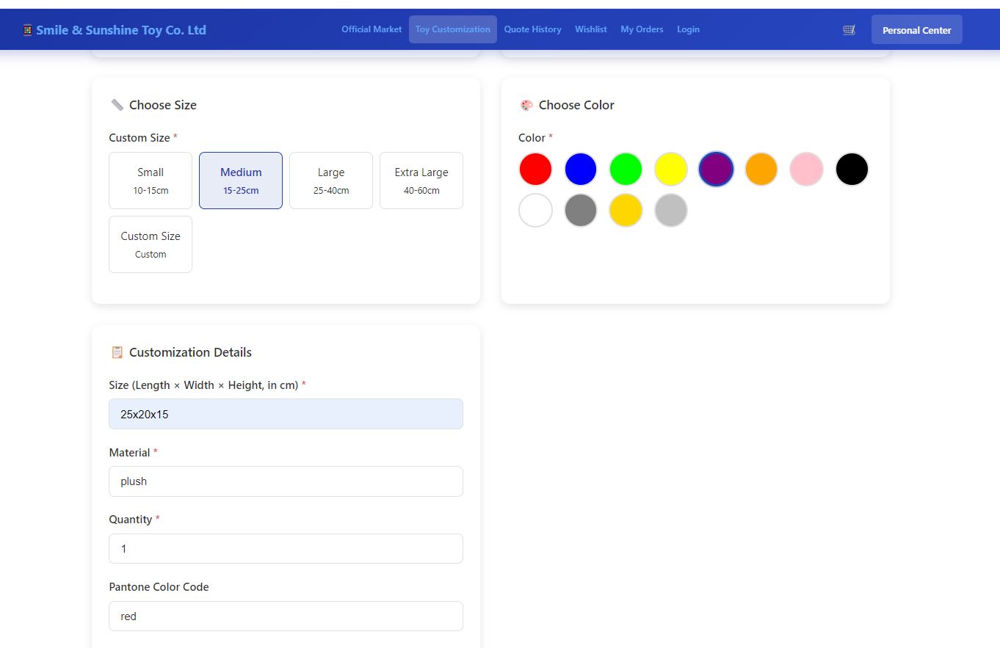 Smile & Sunshine Toy Co. Ltd
Official Market
Toy Customization
Quote History
Wishlist
My Orders
Login
Personal Center
Choose Size
Custom Size *
Small
10-15cm
Medium
15-25cm
Large
25-40cm
Extra Large
40-60cm
Custom Size
Custom
Choose Color
Color *
Customization Details
Size (Length × Width × Height, in cm) *
25x20x15
Material *
plush
Quantity *
1
Pantone Color Code
red